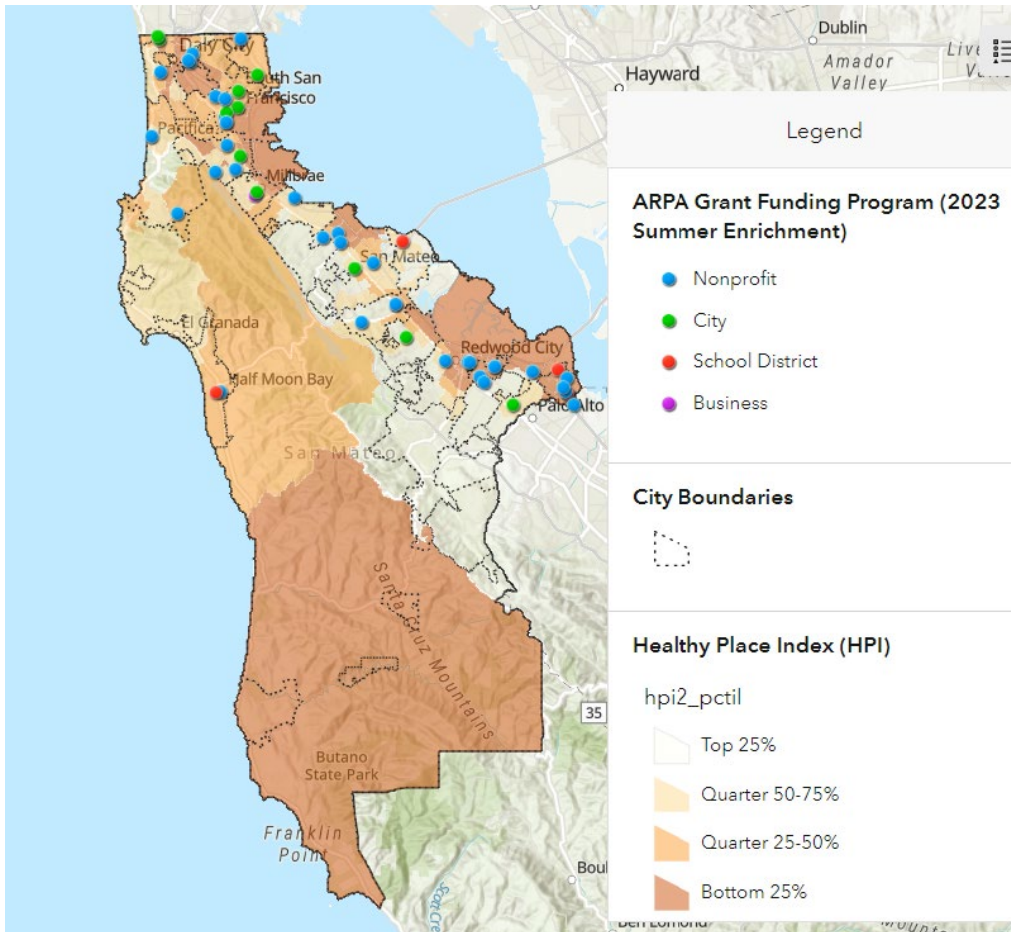 Dublin
Amador
Valley
Hayward
Daly City
South San
Francisco
Pacifica
Millbrae
San Mateo
El Granada
Redwood City
Half Moon Bay
Palo Alto
San Mateo
Santa Cruz Mountains
35
Butano
State Park
Franklin
Point
Legend
ARPA Grant Funding Program (2023
Summer Enrichment)
Nonprofit
City
School District
Business
City Boundaries
Healthy Place Index (HPI)
hpi2_pctil
Top 25%
Quarter 50-75%
Quarter 25-50%
Bottom 25%